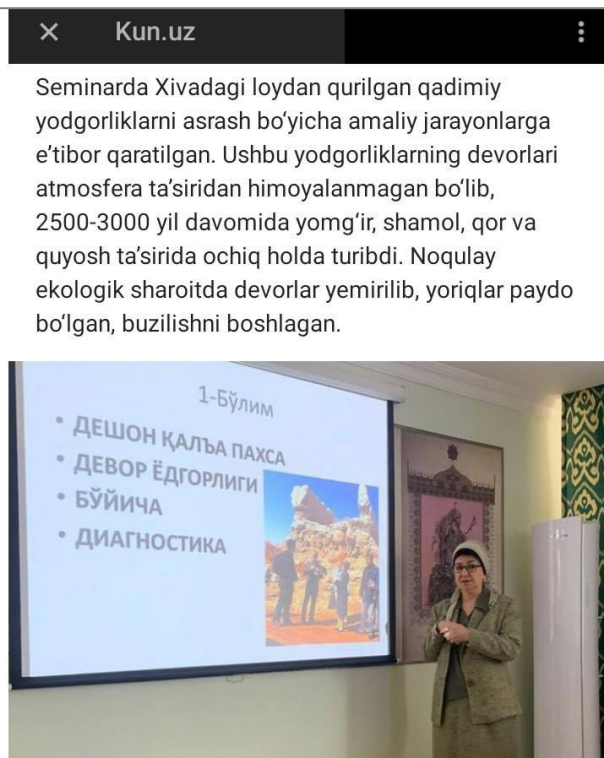 Kun.uz
Seminarda Xivadagi loydan qurilgan qadimiy
yodgorliklarni asrash bo‘yicha amaliy jarayonlarga
e’tibor qaratilgan. Ushbu yodgorliklarning devorlari
atmosfera ta’siridan himoyalanmagan bo‘lib,
2500-3000 yil davomida yomg‘ir, shamol, qor va
quyosh ta’sirida ochiq holda turibdi. Noqulay
ekologik sharoitda devorlar yemirilib, yoriqlar paydo
bo‘lgan, buzilishni boshlagan.
1-Бўлим
• ДЕШОН ҚАЛЪА ПАХСА
• ДЕВОР ЁДГОРЛИГИ
• БЎЙИЧА
• ДИАГНОСТИКА